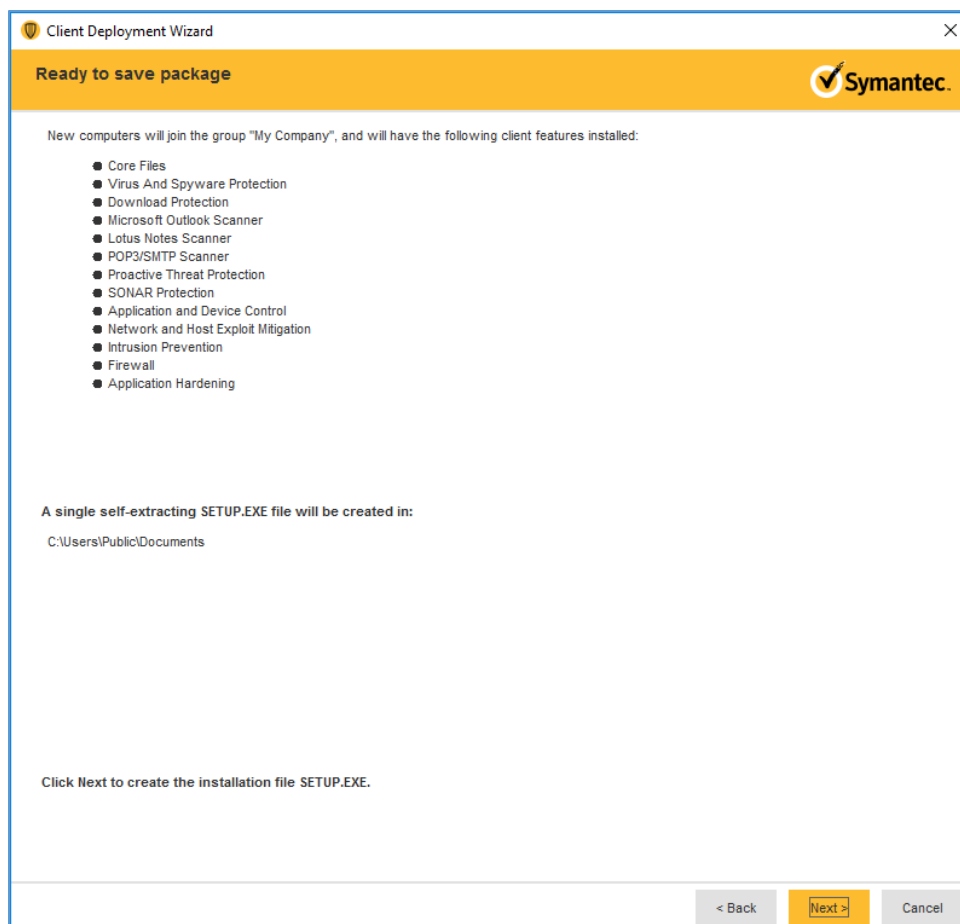 Client Deployment Wizard
Ready to save package
Symantec.
New computers will join the group "My Company", and will have the following client features installed:
Core Files
Virus And Spyware Protection
Download Protection
Microsoft Outlook Scanner
Lotus Notes Scanner
POP3/SMTP Scanner
Proactive Threat Protection
SONAR Protection
Application and Device Control
Network and Host Exploit Mitigation
Intrusion Prevention
Firewall
Application Hardening
A single self-extracting SETUP.EXE file will be created in:
C:\Users\Public\Documents
Click Next to create the installation file SETUP.EXE.
< Back Next > Cancel